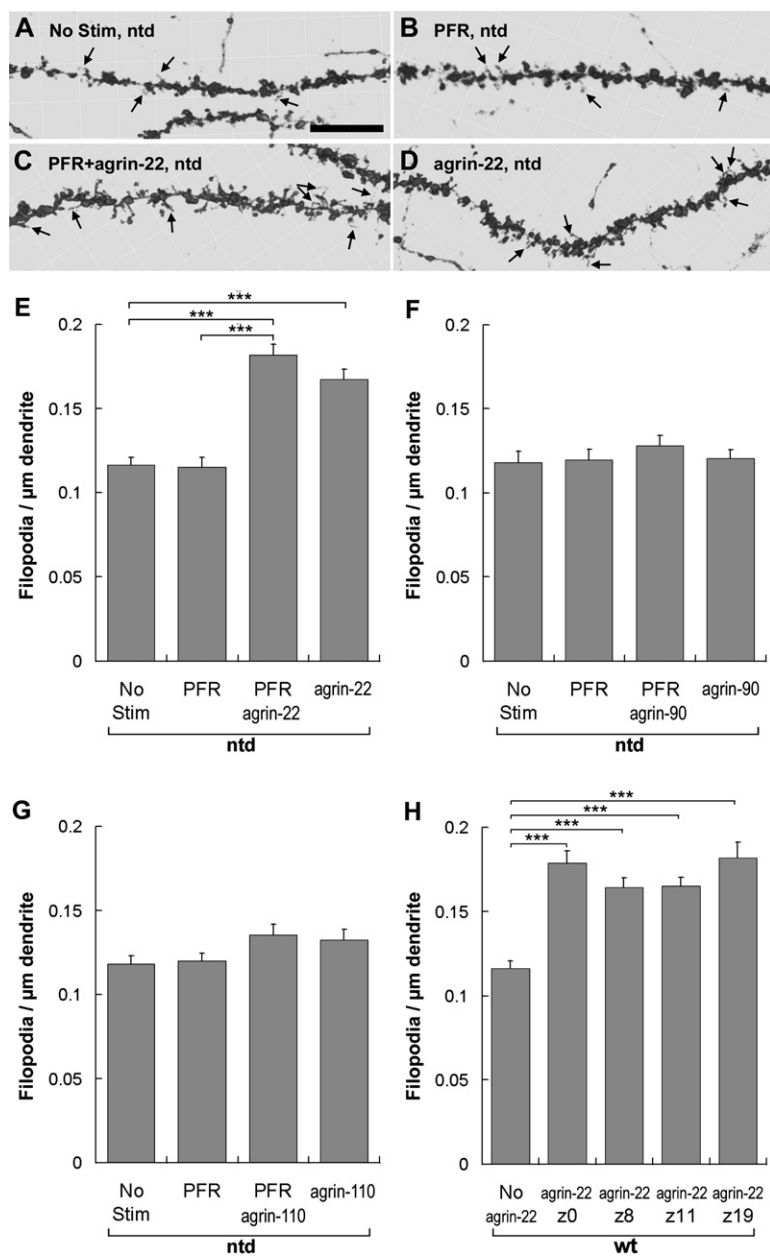 A No Stim, ntd
B PFR, ntd
C PFR+agrin-22, ntd
D agrin-22, ntd
E
***
***
***
Filopodia / µm dendrite
0.2
0.15
0.1
0.05
0
No Stim
PFR
PFR agrin-22
agrin-22
ntd
F
Filopodia / µm dendrite
0.2
0.15
0.1
0.05
0
No Stim
PFR
PFR agrin-90
agrin-90
ntd
G
Filopodia / µm dendrite
0.2
0.15
0.1
0.05
0
No Stim
PFR
PFR agrin-110
agrin-110
ntd
H
***
***
***
***
Filopodia / µm dendrite
0.2
0.15
0.1
0.05
0
No agrin-22
agrin-22 z0
agrin-22 z8
agrin-22 z11
agrin-22 z19
wt